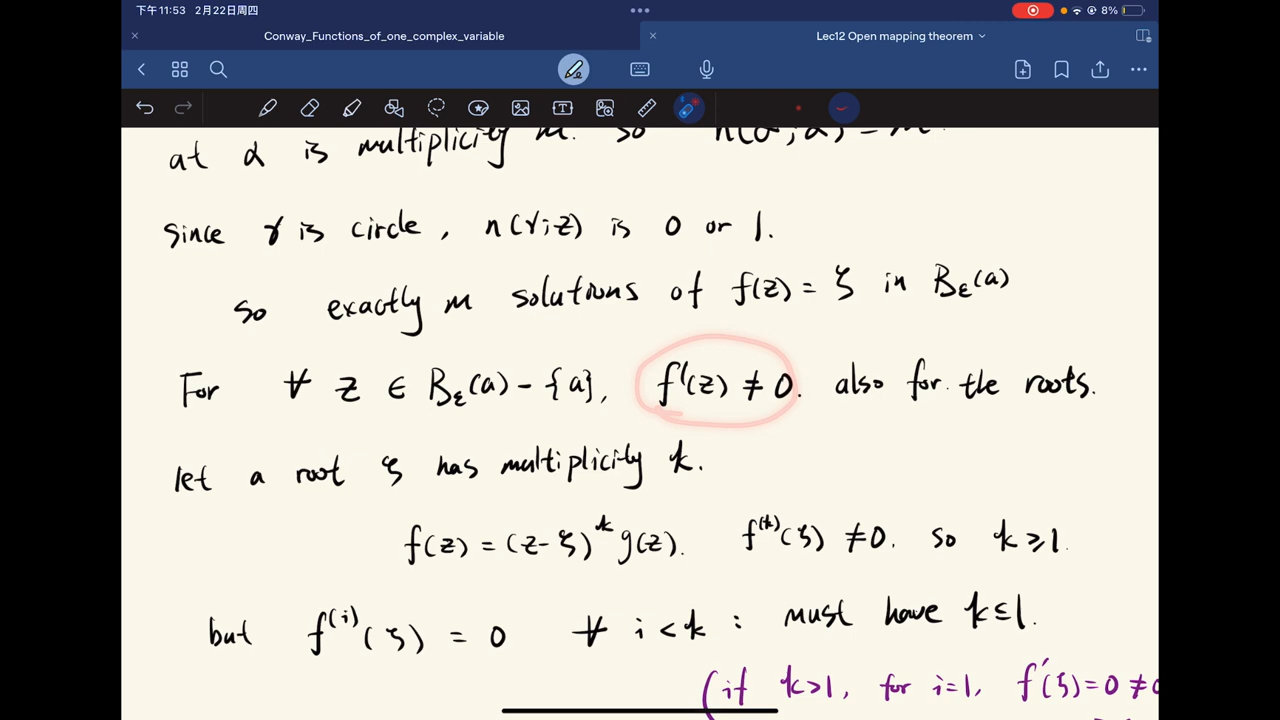 下午11:53 2月22日周四
8%
Conway_Functions_of_one_complex_variable
Lec12 Open mapping theorem
at α is multiplicity m. so n(σ; α) = m.
Since γ is circle, n(γ; z) is 0 or 1.
so exactly m solutions of f(z) = ζ in Bε(a)
For ∀ z ∈ Bε(a) - {a}, f'(z) ≠ 0. also for the roots.
let a root ξ has multiplicity k.
f(z) = (z-ξ)^k g(z). f^(k)(ξ) ≠ 0. so k ≥ 1.
but f^(i)(ξ) = 0 ∀ i < k : must have k ≤ 1.
(if k>1, for i=1, f'(ξ)=0 ≠0